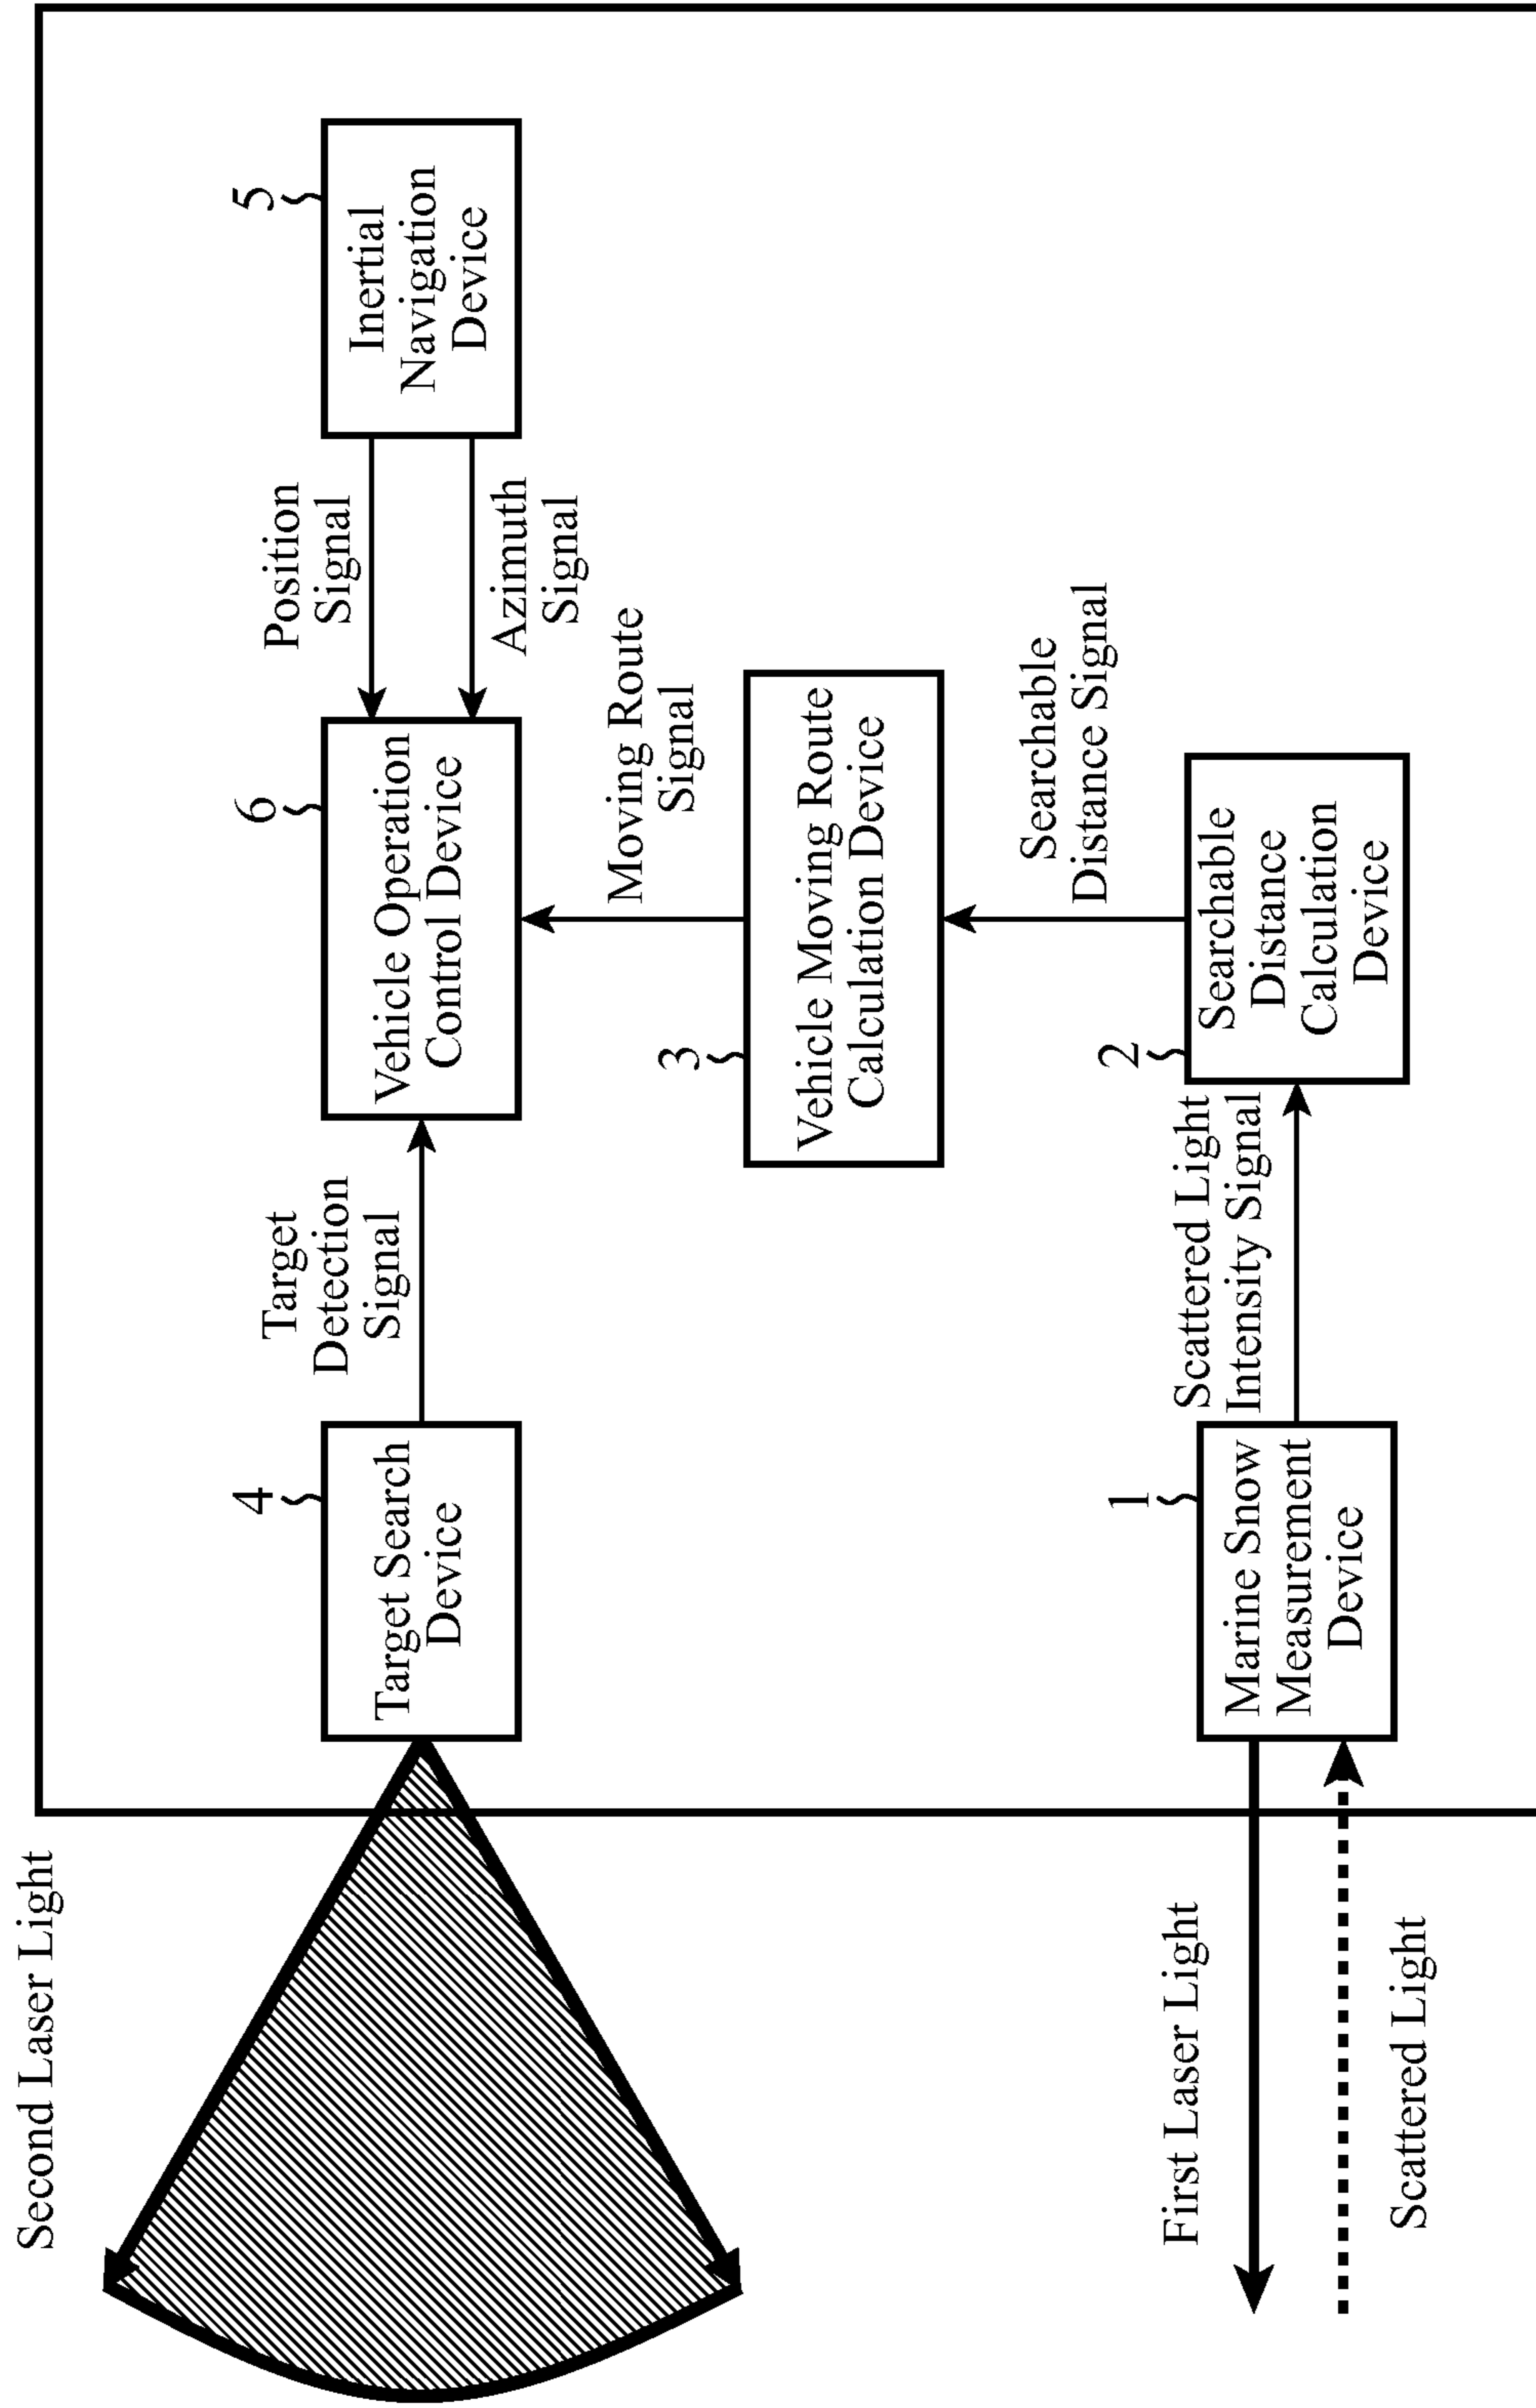 Second Laser Light
4
Target Search
Device
Target
Detection
Signal
6
Vehicle Operation
Control Device
Position
Signal
Azimuth
Signal
5
Inertial
Navigation
Device
Moving Route
Signal
3
Vehicle Moving Route
Calculation Device
Searchable
Distance Signal
First Laser Light
Scattered Light
1
Marine Snow
Measurement
Device
Scattered Light
Intensity Signal
2
Searchable
Distance
Calculation
Device